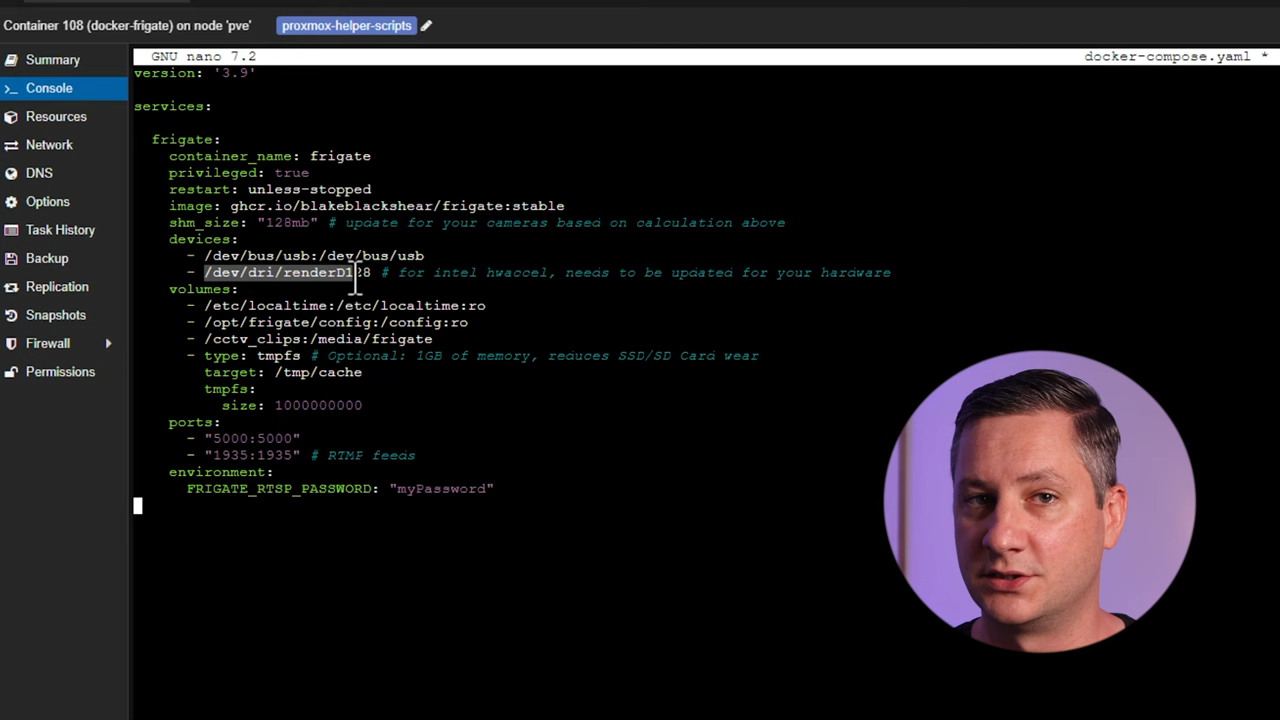 Container 108 (docker-frigate) on node 'pve'
proxmox-helper-scripts
Summary
Console
Resources
Network
DNS
Options
Task History
Backup
Replication
Snapshots
Firewall
Permissions
GNU nano 7.2
docker-compose.yaml *
version: '3.9'
services:
frigate:
container_name: frigate
privileged: true
restart: unless-stopped
image: ghcr.io/blakeblackshear/frigate:stable
shm_size: "128mb" # update for your cameras based on calculation above
devices:
- /dev/bus/usb:/dev/bus/usb
- /dev/dri/renderD128 # for intel hwaccel, needs to be updated for your hardware
volumes:
- /etc/localtime:/etc/localtime:ro
- /opt/frigate/config:/config:ro
- /cctv_clips:/media/frigate
- type: tmpfs # Optional: 1GB of memory, reduces SSD/SD Card wear
target: /tmp/cache
tmpfs:
size: 1000000000
ports:
- "5000:5000"
- "1935:1935" # RTMP feeds
environment:
FRIGATE_RTSP_PASSWORD: "myPassword"